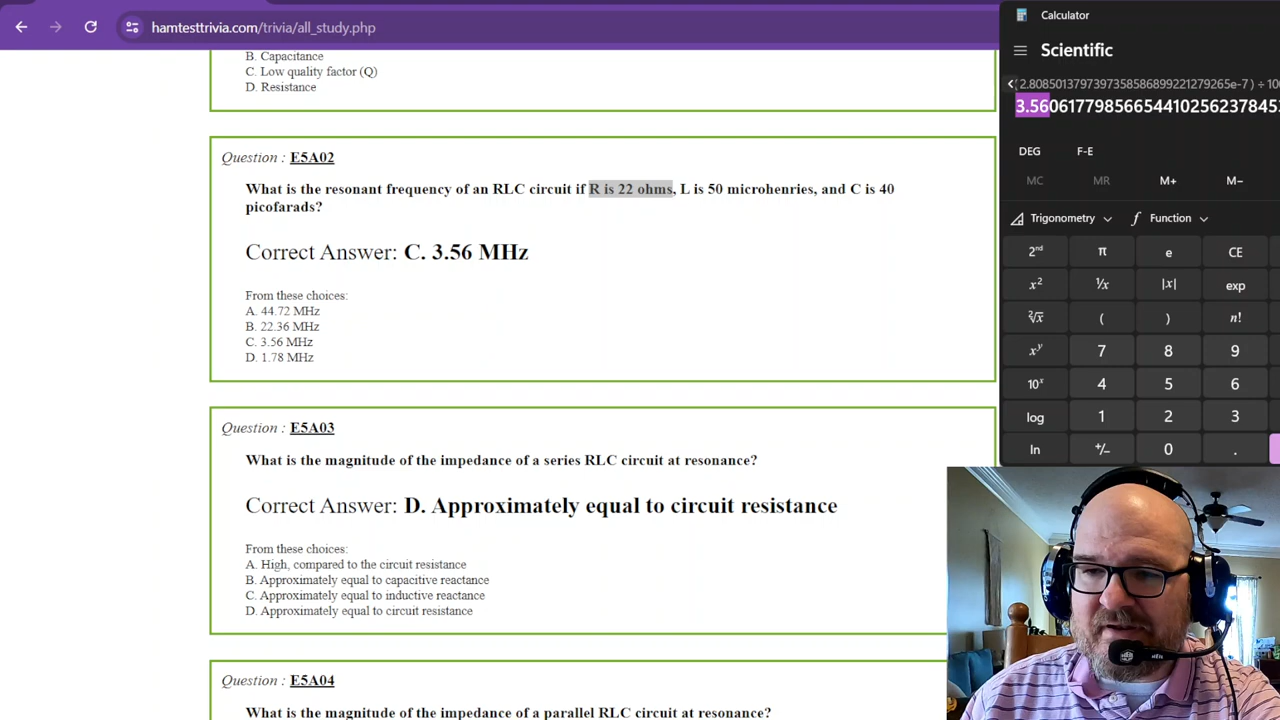 hamtesttrivia.com/trivia/all_study.php
B. Capacitance
C. Low quality factor (Q)
D. Resistance
Question : E5A02
What is the resonant frequency of an RLC circuit if R is 22 ohms, L is 50 microhenries, and C is 40
picofarads?
Correct Answer: C. 3.56 MHz
From these choices:
A. 44.72 MHz
B. 22.36 MHz
C. 3.56 MHz
D. 1.78 MHz
Question : E5A03
What is the magnitude of the impedance of a series RLC circuit at resonance?
Correct Answer: D. Approximately equal to circuit resistance
From these choices:
A. High, compared to the circuit resistance
B. Approximately equal to capacitive reactance
C. Approximately equal to inductive reactance
D. Approximately equal to circuit resistance
Question : E5A04
What is the magnitude of the impedance of a parallel RLC circuit at resonance?
Calculator
Scientific
DEG F-E
MC MR M+ M−
Trigonometry f Function
2nd π e CE
x² ¹/x |x| exp
²√x ( ) n!
xʸ 7 8 9
10ˣ 4 5 6
log 1 2 3
ln +/− 0 .